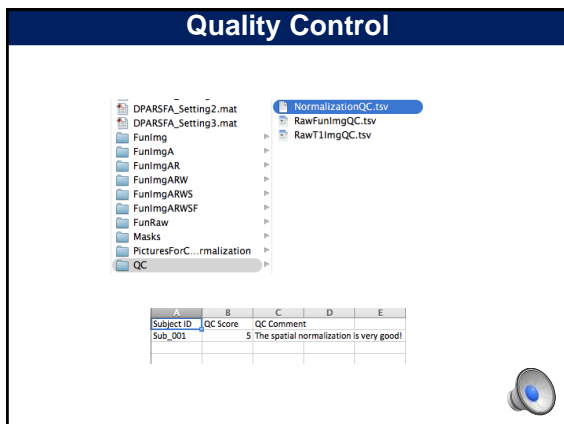 Quality Control
DPARSFA_Setting2.mat
DPARSFA_Setting3.mat
FunImg
FunImgA
FunImgAR
FunImgARW
FunImgARWS
FunImgARWSF
FunRaw
Masks
PicturesForC...rmalization
QC
NormalizationQC.tsv
RawFunImgQC.tsv
RawT1ImgQC.tsv
A B C D E
Subject ID QC Score QC Comment
Sub_001 5 The spatial normalization is very good!